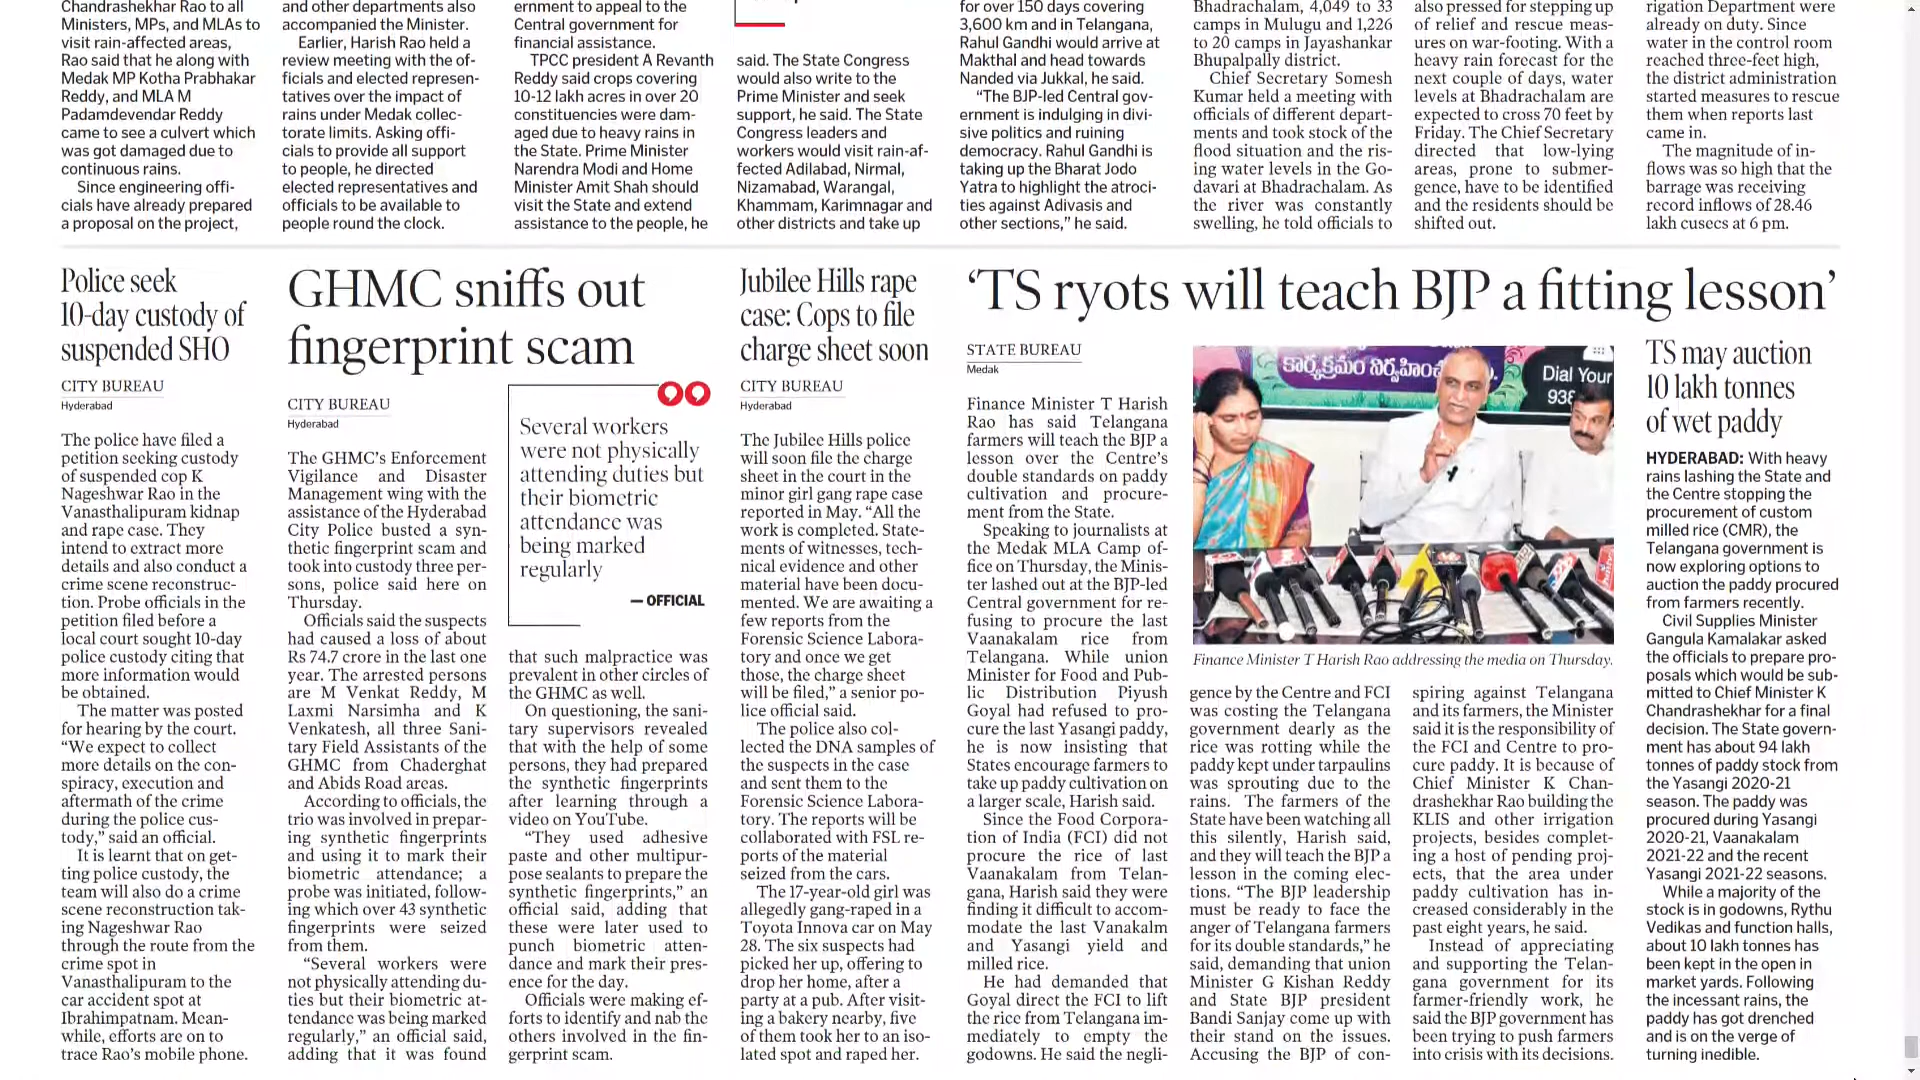 Chandrashekhar Rao to all
Ministers, MPs, and MLAs to
visit rain-affected areas,
Rao said that he along with
Medak MP Kotha Prabhakar
Reddy, and MLA M
Padamdevendar Reddy
came to see a culvert which
was got damaged due to
continuous rains.
Since engineering offi-
cials have already prepared
a proposal on the project,
and other departments also
accompanied the Minister.
Earlier, Harish Rao held a
review meeting with the of-
ficials and elected represen-
tatives over the impact of
rains under Medak collec-
torate limits. Asking offi-
cials to provide all support
to people, he directed
elected representatives and
officials to be available to
people round the clock.
ernment to appeal to the
Central government for
financial assistance.
TPCC president A Revanth
Reddy said crops covering
10-12 lakh acres in over 20
constituencies were dam-
aged due to heavy rains in
the State. Prime Minister
Narendra Modi and Home
Minister Amit Shah should
visit the State and extend
assistance to the people, he
said. The State Congress
would also write to the
Prime Minister and seek
support, he said. The State
Congress leaders and
workers would visit rain-af-
fected Adilabad, Nirmal,
Nizamabad, Warangal,
Khammam, Karimnagar and
other districts and take up
for over 150 days covering
3,600 km and in Telangana,
Rahul Gandhi would arrive at
Makthal and head towards
Nanded via Jukkal, he said.
“The BJP-led Central gov-
ernment is indulging in divi-
sive politics and ruining
democracy. Rahul Gandhi is
taking up the Bharat Jodo
Yatra to highlight the atroci-
ties against Adivasis and
other sections,” he said.
Bhadrachalam, 4,049 to 33
camps in Mulugu and 1,226
to 20 camps in Jayashankar
Bhupalpally district.
Chief Secretary Somesh
Kumar held a meeting with
officials of different depart-
ments and took stock of the
flood situation and the ris-
ing water levels in the Go-
davari at Bhadrachalam. As
the river was constantly
swelling, he told officials to
also pressed for stepping up
of relief and rescue meas-
ures on war-footing. With a
heavy rain forecast for the
next couple of days, water
levels at Bhadrachalam are
expected to cross 70 feet by
Friday. The Chief Secretary
directed that low-lying
areas, prone to submer-
gence, have to be identified
and the residents should be
shifted out.
rigation Department were
already on duty. Since
water in the control room
reached three-feet high,
the district administration
started measures to rescue
them when reports last
came in.
The magnitude of in-
flows was so high that the
barrage was receiving
record inflows of 28.46
lakh cusecs at 6 pm.
Police seek
10-day custody of
suspended SHO
CITY BUREAU
Hyderabad
The police have filed a
petition seeking custody
of suspended cop K
Nageshwar Rao in the
Vanasthalipuram kidnap
and rape case. They
intend to extract more
details and also conduct a
crime scene reconstruc-
tion. Probe officials in the
petition filed before a
local court sought 10-day
police custody citing that
more information would
be obtained.
The matter was posted
for hearing by the court.
“We expect to collect
more details on the con-
spiracy, execution and
aftermath of the crime
during the police cus-
tody,” said an official.
It is learnt that on get-
ting police custody, the
team will also do a crime
scene reconstruction tak-
ing Nageshwar Rao
through the route from the
crime spot in
Vanasthalipuram to the
car accident spot at
Ibrahimpatnam. Mean-
while, efforts are on to
trace Rao’s mobile phone.
GHMC sniffs out
fingerprint scam
CITY BUREAU
Hyderabad
The GHMC’s Enforcement
Vigilance and Disaster
Management wing with the
assistance of the Hyderabad
City Police busted a syn-
thetic fingerprint scam and
took into custody three per-
sons, police said here on
Thursday.
Officials said the suspects
had caused a loss of about
Rs 74.7 crore in the last one
year. The arrested persons
are M Venkat Reddy, M
Laxmi Narsimha and K
Venkatesh, all three Sani-
tary Field Assistants of the
GHMC from Chaderghat
and Abids Road areas.
According to officials, the
trio was involved in prepar-
ing synthetic fingerprints
and using it to mark their
biometric attendance; a
probe was initiated, follow-
ing which over 43 synthetic
fingerprints were seized
from them.
“Several workers were
not physically attending du-
ties but their biometric at-
tendance was being marked
regularly,” an official said,
adding that it was found
Several workers
were not physically
attending duties but
their biometric
attendance was
being marked
regularly
— OFFICIAL
that such malpractice was
prevalent in other circles of
the GHMC as well.
On questioning, the sani-
tary supervisors revealed
that with the help of some
persons, they had prepared
the synthetic fingerprints
after learning through a
video on YouTube.
“They used adhesive
paste and other multipur-
pose sealants to prepare the
synthetic fingerprints,” an
official said, adding that
these were later used to
punch biometric atten-
dance and mark their pres-
ence for the day.
Officials were making ef-
forts to identify and nab the
others involved in the fin-
gerprint scam.
Jubilee Hills rape
case: Cops to file
charge sheet soon
CITY BUREAU
Hyderabad
The Jubilee Hills police
will soon file the charge
sheet in the court in the
minor girl gang rape case
reported in May. “All the
work is completed. State-
ments of witnesses, tech-
nical evidence and other
material have been docu-
mented. We are awaiting a
few reports from the
Forensic Science Labora-
tory and once we get
those, the charge sheet
will be filed,” a senior po-
lice official said.
The police also col-
lected the DNA samples of
the suspects in the case
and sent them to the
Forensic Science Labora-
tory. The reports will be
collaborated with FSL re-
ports of the material
seized from the cars.
The 17-year-old girl was
allegedly gang-raped in a
Toyota Innova car on May
28. The six suspects had
picked her up, offering to
drop her home, after a
party at a pub. After visit-
ing a bakery nearby, five
of them took her to an iso-
lated spot and raped her.
‘TS ryots will teach BJP a fitting lesson’
STATE BUREAU
Medak
Finance Minister T Harish
Rao has said Telangana
farmers will teach the BJP a
lesson over the Centre’s
double standards on paddy
cultivation and procure-
ment from the State.
Speaking to journalists at
the Medak MLA Camp of-
fice on Thursday, the Minis-
ter lashed out at the BJP-led
Central government for re-
fusing to procure the last
Vaanakalam rice from
Telangana. While union
Minister for Food and Pub-
lic Distribution Piyush
Goyal had refused to pro-
cure the last Yasangi paddy,
he is now insisting that
States encourage farmers to
take up paddy cultivation on
a larger scale, Harish said.
Since the Food Corpora-
tion of India (FCI) did not
procure the rice of last
Vaanakam from Telan-
gana, Harish said they were
finding it difficult to accom-
modate the last Vanakalm
and Yasangi yield and
milled rice.
He had demanded that
Goyal direct the FCI to lift
the rice from Telangana im-
mediately to empty the
godowns. He said the negli-
కార్యక్రమం నిర్వహించ
Dial Your
938
Finance Minister T Harish Rao addressing the media on Thursday.
gence by the Centre and FCI
was costing the Telangana
government dearly as the
rice was rotting while the
paddy kept under tarpaulins
was sprouting due to the
rains. The farmers of the
State have been watching all
this silently, Harish said,
and they will teach the BJP a
lesson in the coming elec-
tions. “The BJP leadership
must be ready to face the
anger of Telangana farmers
for its double standards,” he
said, demanding that union
Minister G Kishan Reddy
and State BJP president
Bandi Sanjay come up with
their stand on the issues.
Accusing the BJP of con-
spiring against Telangana
and its farmers, the Minister
said it is the responsibility of
the FCI and Centre to pro-
cure paddy. It is because of
Chief Minister K Chan-
drashekhar Rao building the
KLIS and other irrigation
projects, besides complet-
ing a host of pending proj-
ects, that the area under
paddy cultivation has in-
creased considerably in the
past eight years, he said.
Instead of appreciating
and supporting the Telan-
gana government for its
farmer-friendly work, he
said the BJP government has
been trying to push farmers
into crisis with its decisions.
TS may auction
10 lakh tonnes
of wet paddy
HYDERABAD: With heavy
rains lashing the State and
the Centre stopping the
procurement of custom
milled rice (CMR), the
Telangana government is
now exploring options to
auction the paddy procured
from farmers recently.
Civil Supplies Minister
Gangula Kamalakar asked
the officials to prepare pro-
posals which would be sub-
mitted to Chief Minister K
Chandrashekhar for a final
decision. The State govern-
ment has about 94 lakh
tonnes of paddy stock from
the Yasangi 2020-21
season. The paddy was
procured during Yasangi
2020-21, Vaanakalam
2021-22 and the recent
Yasangi 2021-22 seasons.
While a majority of the
stock is in godowns, Rythu
Vedikas and function halls,
about 10 lakh tonnes has
been kept in the open in
market yards. Following
the incessant rains, the
paddy has got drenched
and is on the verge of
turning inedible.